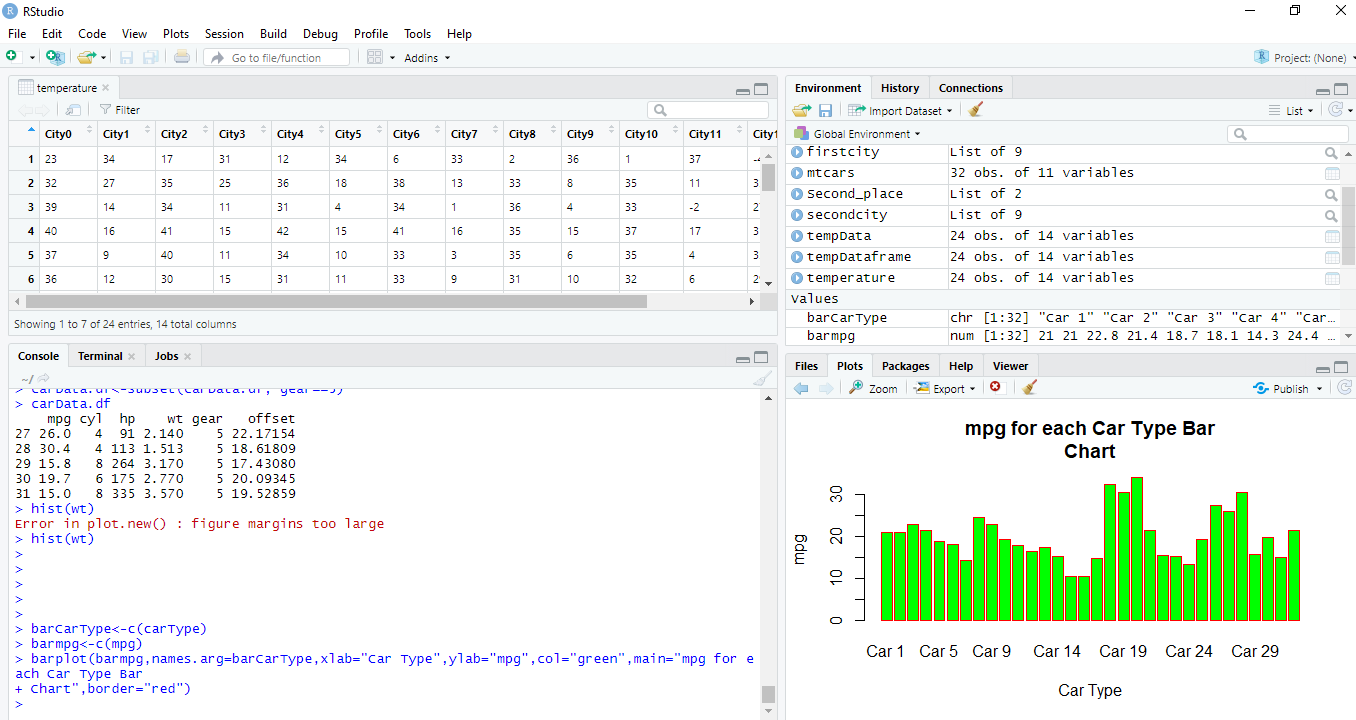 RStudio
File Edit Code View Plots Session Build Debug Profile Tools Help
Go to file/function Addins Project: (None)
temperature
Filter
City0 City1 City2 City3 City4 City5 City6 City7 City8 City9 City10 City11
1 23 34 17 31 12 34 6 33 2 36 1 37
2 32 27 35 25 36 18 38 13 33 8 35 11
3 39 14 34 11 31 4 34 1 36 4 33 -2
4 40 16 41 15 42 15 41 16 35 15 37 17
5 37 9 40 11 34 10 33 3 35 6 35 4
6 36 12 30 15 31 11 33 9 31 10 32 6
Showing 1 to 7 of 24 entries, 14 total columns
Console Terminal Jobs
~/
> carData.df<-subset(carData.df, gear==5)
> carData.df
mpg cyl hp wt gear offset
27 26.0 4 91 2.140 5 22.17154
28 30.4 4 113 1.513 5 18.61809
29 15.8 8 264 3.170 5 17.43080
30 19.7 6 175 2.770 5 20.09345
31 15.0 8 335 3.570 5 19.52859
> hist(wt)
Error in plot.new() : figure margins too large
> hist(wt)
>
>
>
>
>
> barCarType<-c(carType)
> barmpg<-c(mpg)
> barplot(barmpg,names.arg=barCarType,xlab="Car Type",ylab="mpg",col="green",main="mpg for e
ach Car Type Bar
+ Chart",border="red")
>
Environment History Connections
Import Dataset List
Global Environment
firstcity List of 9
mtcars 32 obs. of 11 variables
Second_place List of 2
secondcity List of 9
tempData 24 obs. of 14 variables
tempDataframe 24 obs. of 14 variables
temperature 24 obs. of 14 variables
Values
barCarType chr [1:32] "Car 1" "Car 2" "Car 3" "Car 4" "Car…
barmpg num [1:32] 21 21 22.8 21.4 18.7 18.1 14.3 24.4 …
Files Plots Packages Help Viewer
Zoom Export Publish
mpg for each Car Type Bar
Chart
mpg
30
20
10
0
Car 1 Car 5 Car 9 Car 14 Car 19 Car 24 Car 29
Car Type